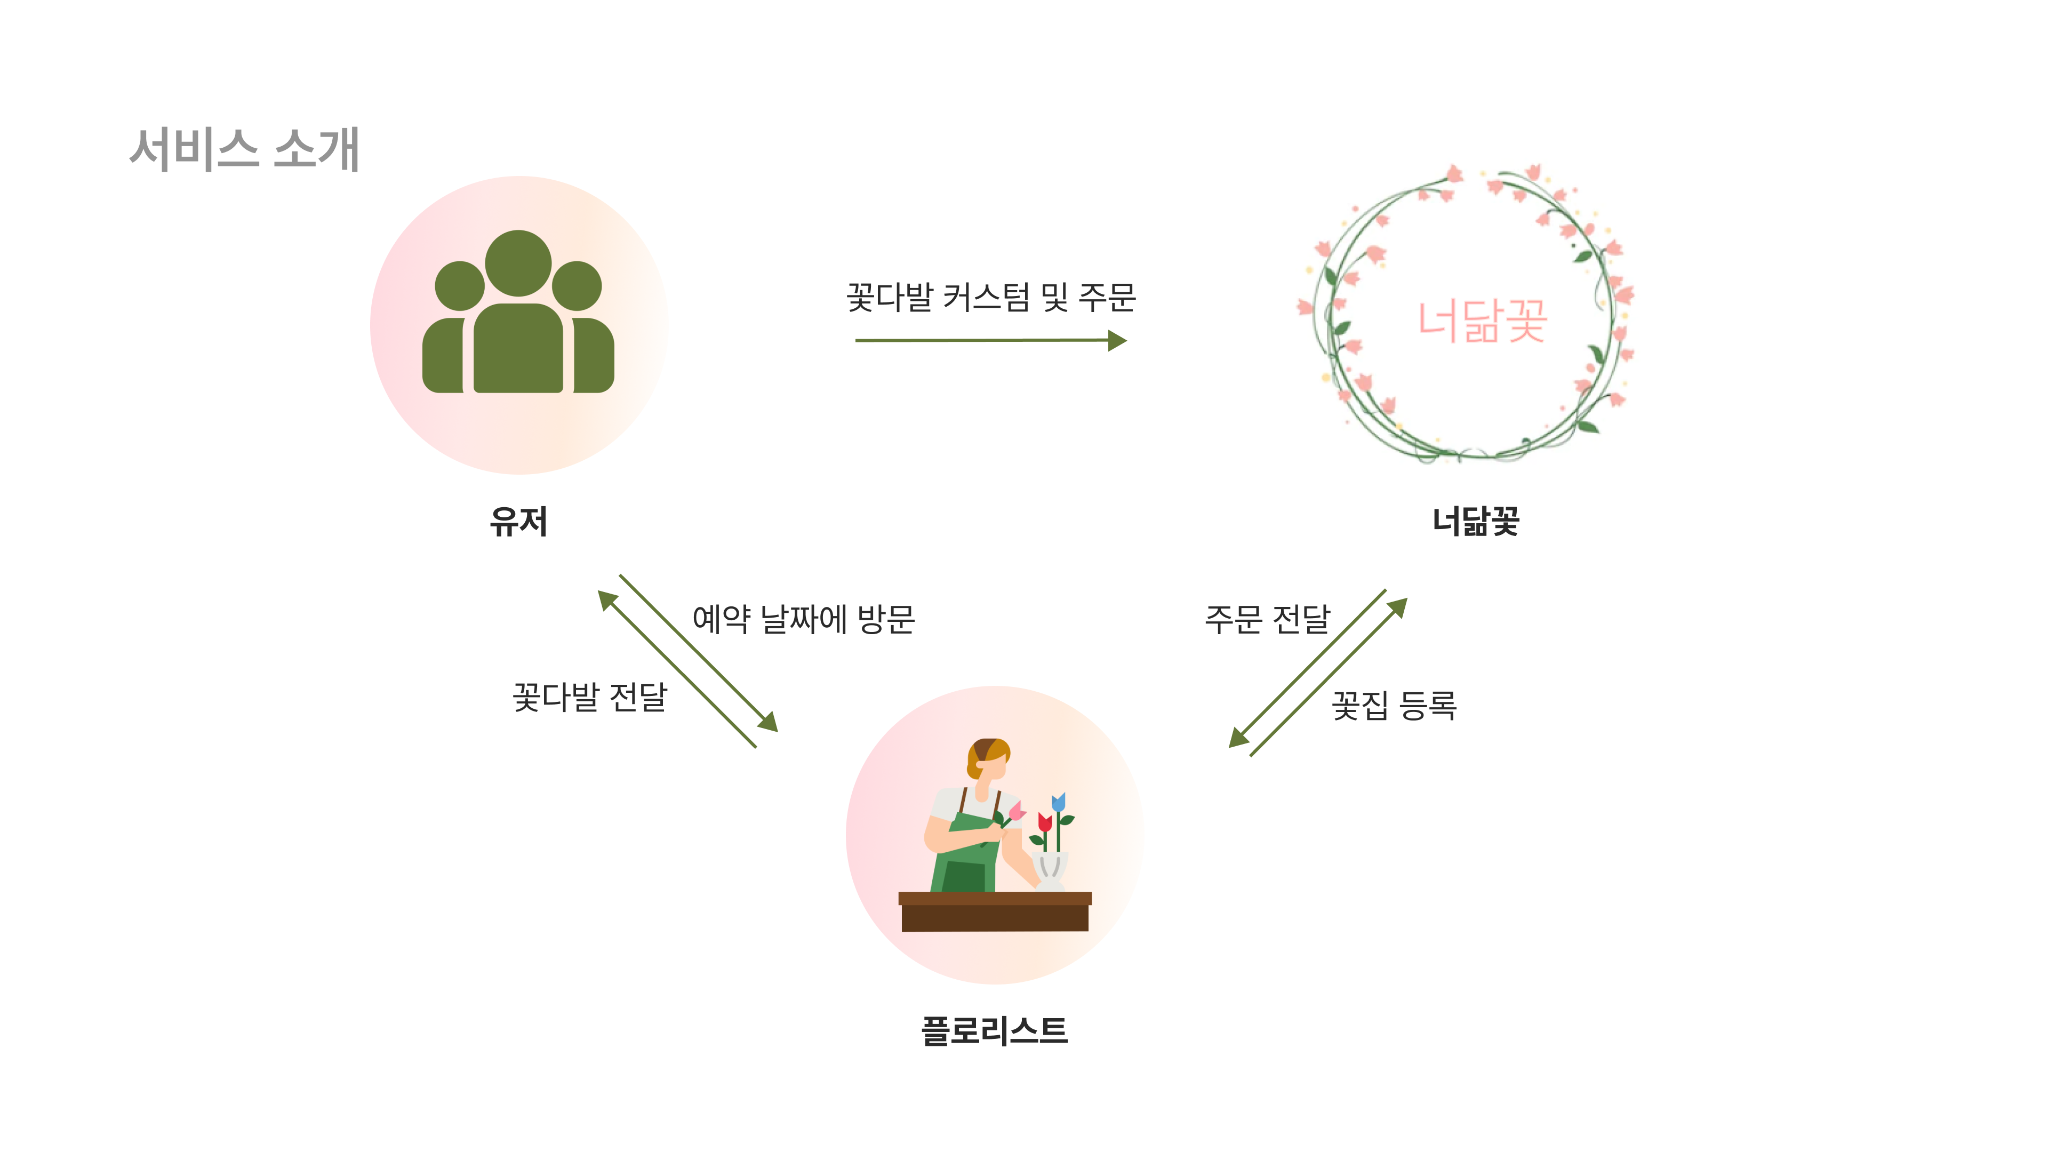 서비스 소개
꽃다발 커스텀 및 주문
너닮꽃
유저
너닮꽃
예약 날짜에 방문
주문 전달
꽃다발 전달
꽃집 등록
플로리스트